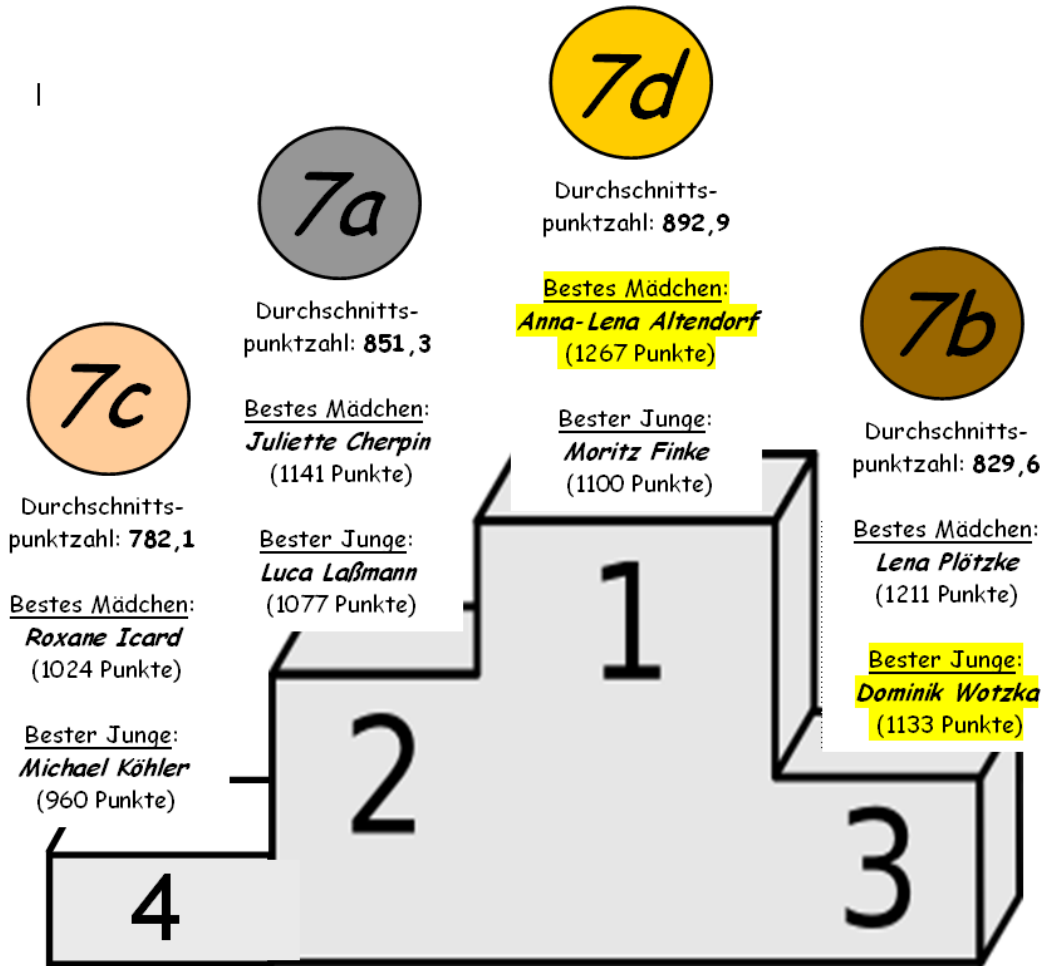 7d
Durchschnitts-
punktzahl: 892,9
Bestes Mädchen:
Anna-Lena Altendorf
(1267 Punkte)
Bester Junge:
Moritz Finke
(1100 Punkte)
7a
Durchschnitts-
punktzahl: 851,3
Bestes Mädchen:
Juliette Cherpin
(1141 Punkte)
Bester Junge:
Luca Laßmann
(1077 Punkte)
7b
Durchschnitts-
punktzahl: 829,6
Bestes Mädchen:
Lena Plötzke
(1211 Punkte)
Bester Junge:
Dominik Wotzka
(1133 Punkte)
7c
Durchschnitts-
punktzahl: 782,1
Bestes Mädchen:
Roxane Icard
(1024 Punkte)
Bester Junge:
Michael Köhler
(960 Punkte)
1
2
3
4